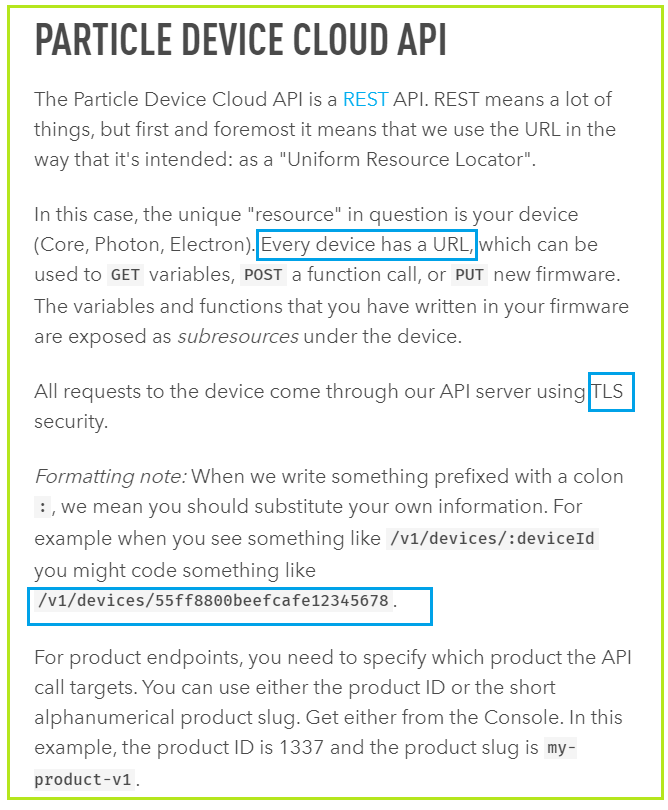 PARTICLE DEVICE CLOUD API
The Particle Device Cloud API is a REST API. REST means a lot of
things, but first and foremost it means that we use the URL in the
way that it's intended: as a "Uniform Resource Locator".
In this case, the unique "resource" in question is your device
(Core, Photon, Electron). Every device has a URL, which can be
used to GET variables, POST a function call, or PUT new firmware.
The variables and functions that you have written in your firmware
are exposed as subresources under the device.
All requests to the device come through our API server using TLS
security.
Formatting note: When we write something prefixed with a colon
:, we mean you should substitute your own information. For
example when you see something like /v1/devices/:deviceId
you might code something like
/v1/devices/55ff8800beefcafe12345678.
For product endpoints, you need to specify which product the API
call targets. You can use either the product ID or the short
alphanumerical product slug. Get either from the Console. In this
example, the product ID is 1337 and the product slug is my-
product-v1.